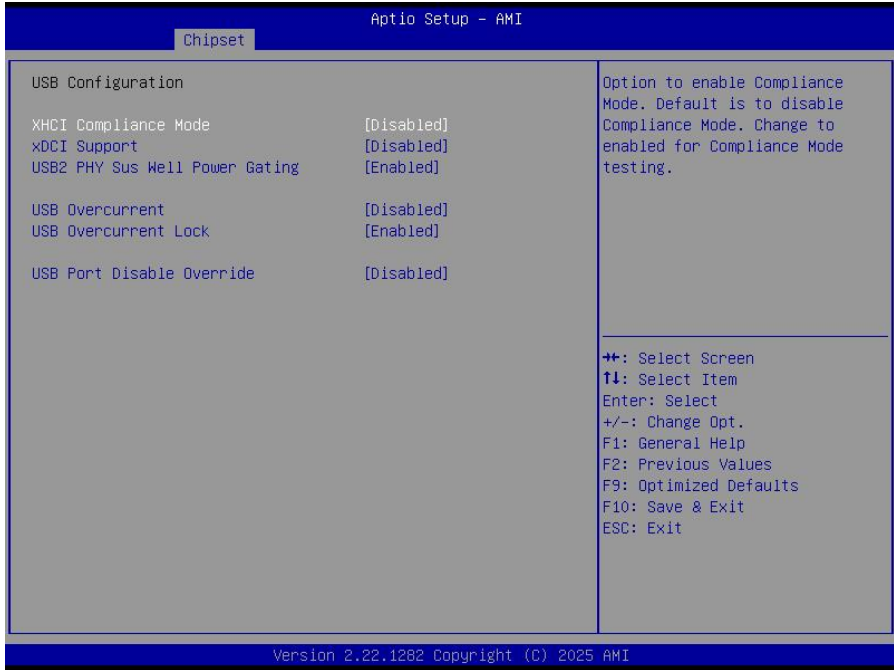 Aptio Setup - AMI
Chipset
USB Configuration
XHCI Compliance Mode [Disabled]
xDCI Support [Disabled]
USB2 PHY Sus Well Power Gating [Enabled]
USB Overcurrent [Disabled]
USB Overcurrent Lock [Enabled]
USB Port Disable Override [Disabled]
Option to enable Compliance
Mode. Default is to disable
Compliance Mode. Change to
enabled for Compliance Mode
testing.
→←: Select Screen
↑↓: Select Item
Enter: Select
+/-: Change Opt.
F1: General Help
F2: Previous Values
F9: Optimized Defaults
F10: Save & Exit
ESC: Exit
Version 2.22.1282 Copyright (C) 2025 AMI